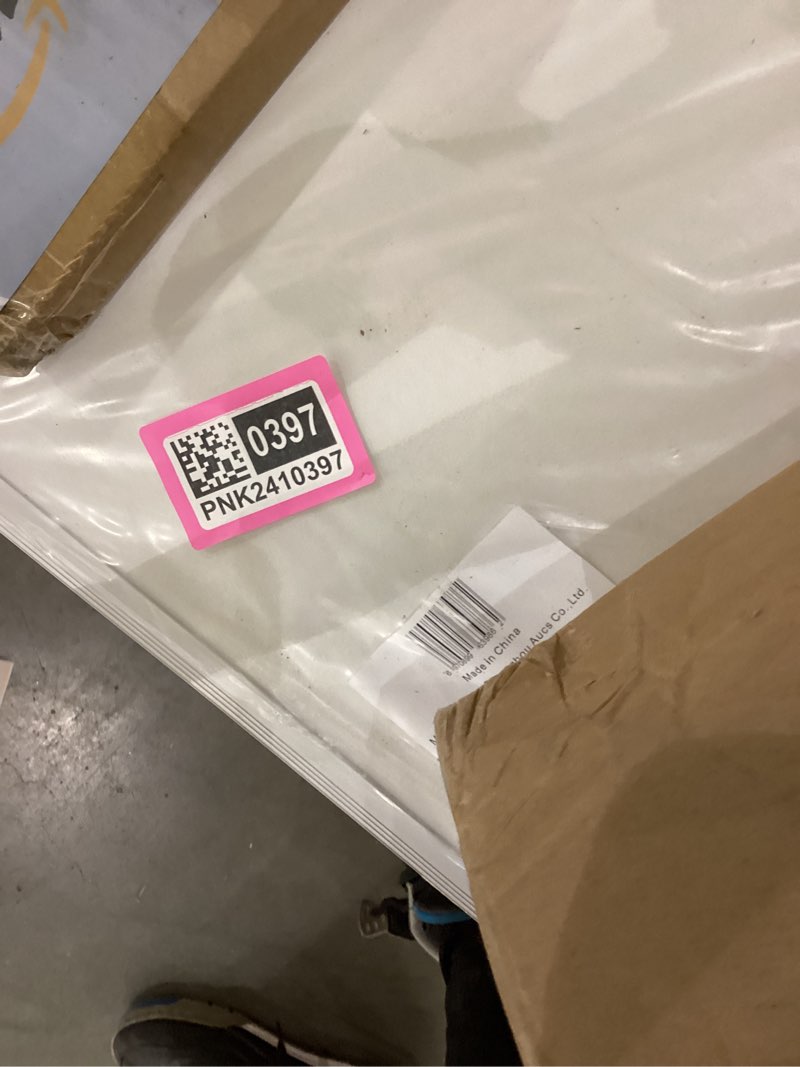 0397
PNK2410397
Made in China
Aucs Co.,Ltd